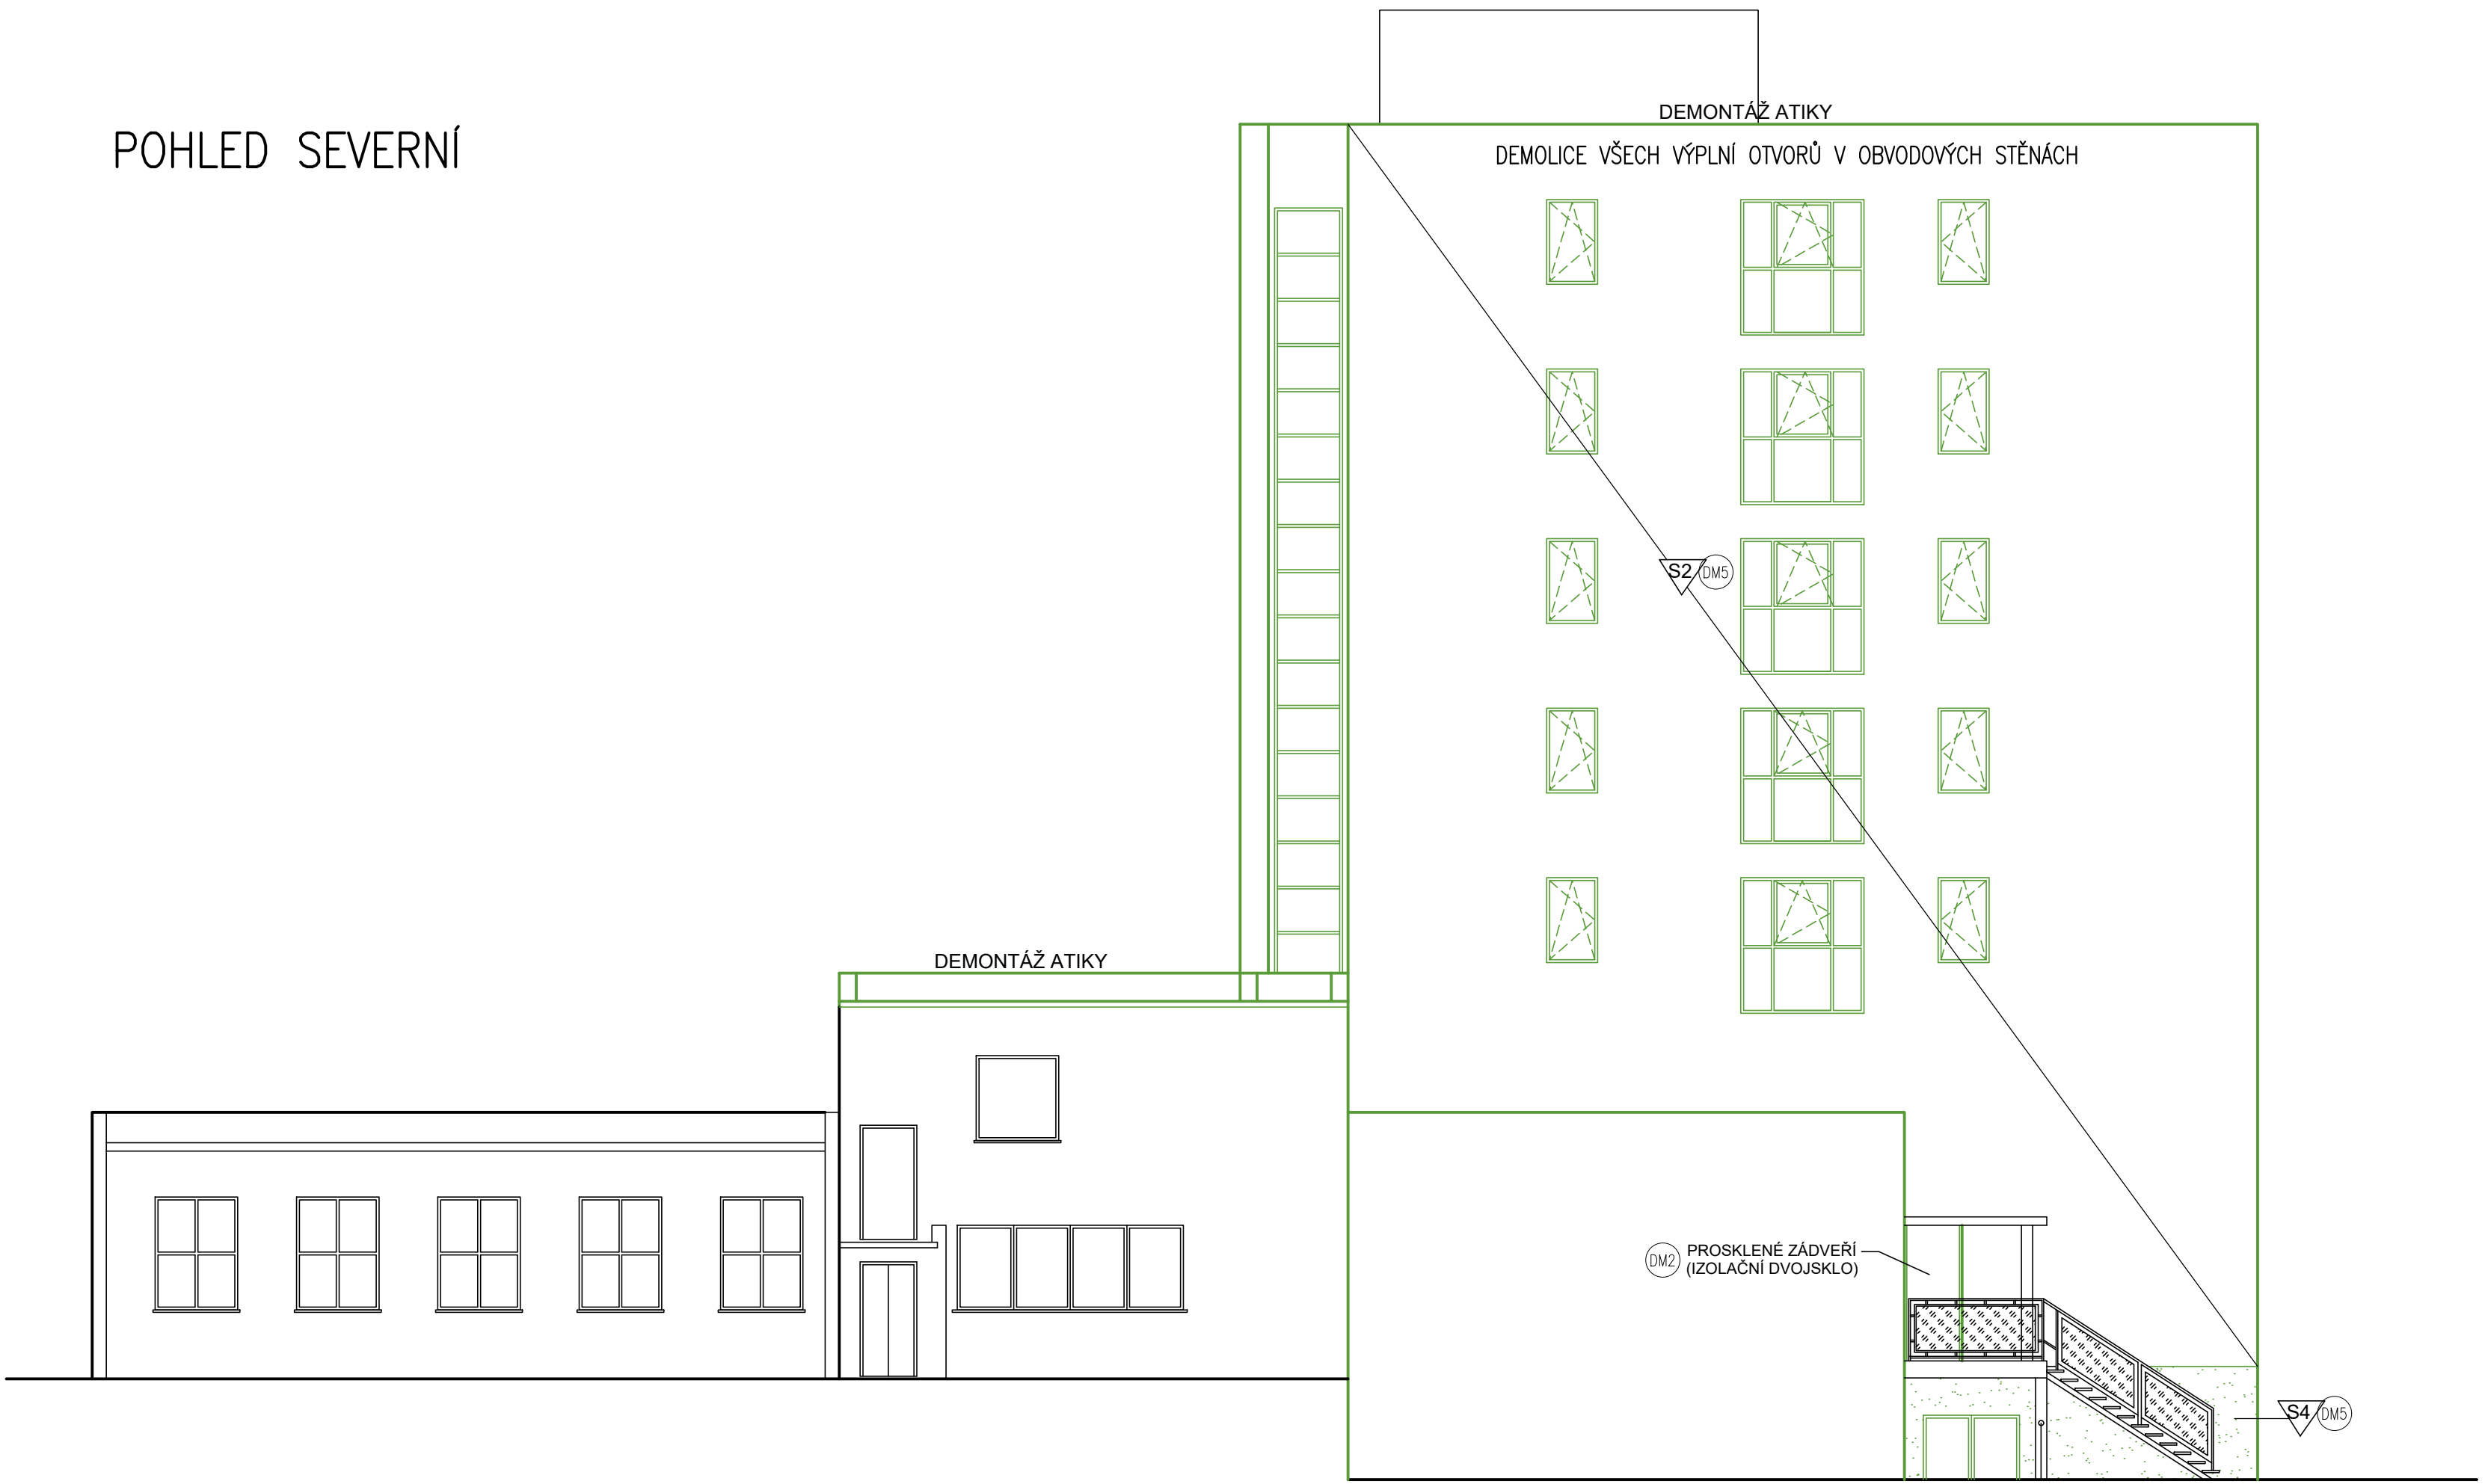 POHLED SEVERNÍ
DEMONTÁŽ ATIKY
DEMOLICE VŠECH VÝPLNÍ OTVORŮ V OBVODOVÝCH STĚNÁCH
S2 DM5
DEMONTÁŽ ATIKY
DM2 PROSKLENÉ ZÁDVEŘÍ
(IZOLAČNÍ DVOJSKLO)
S4 DM5